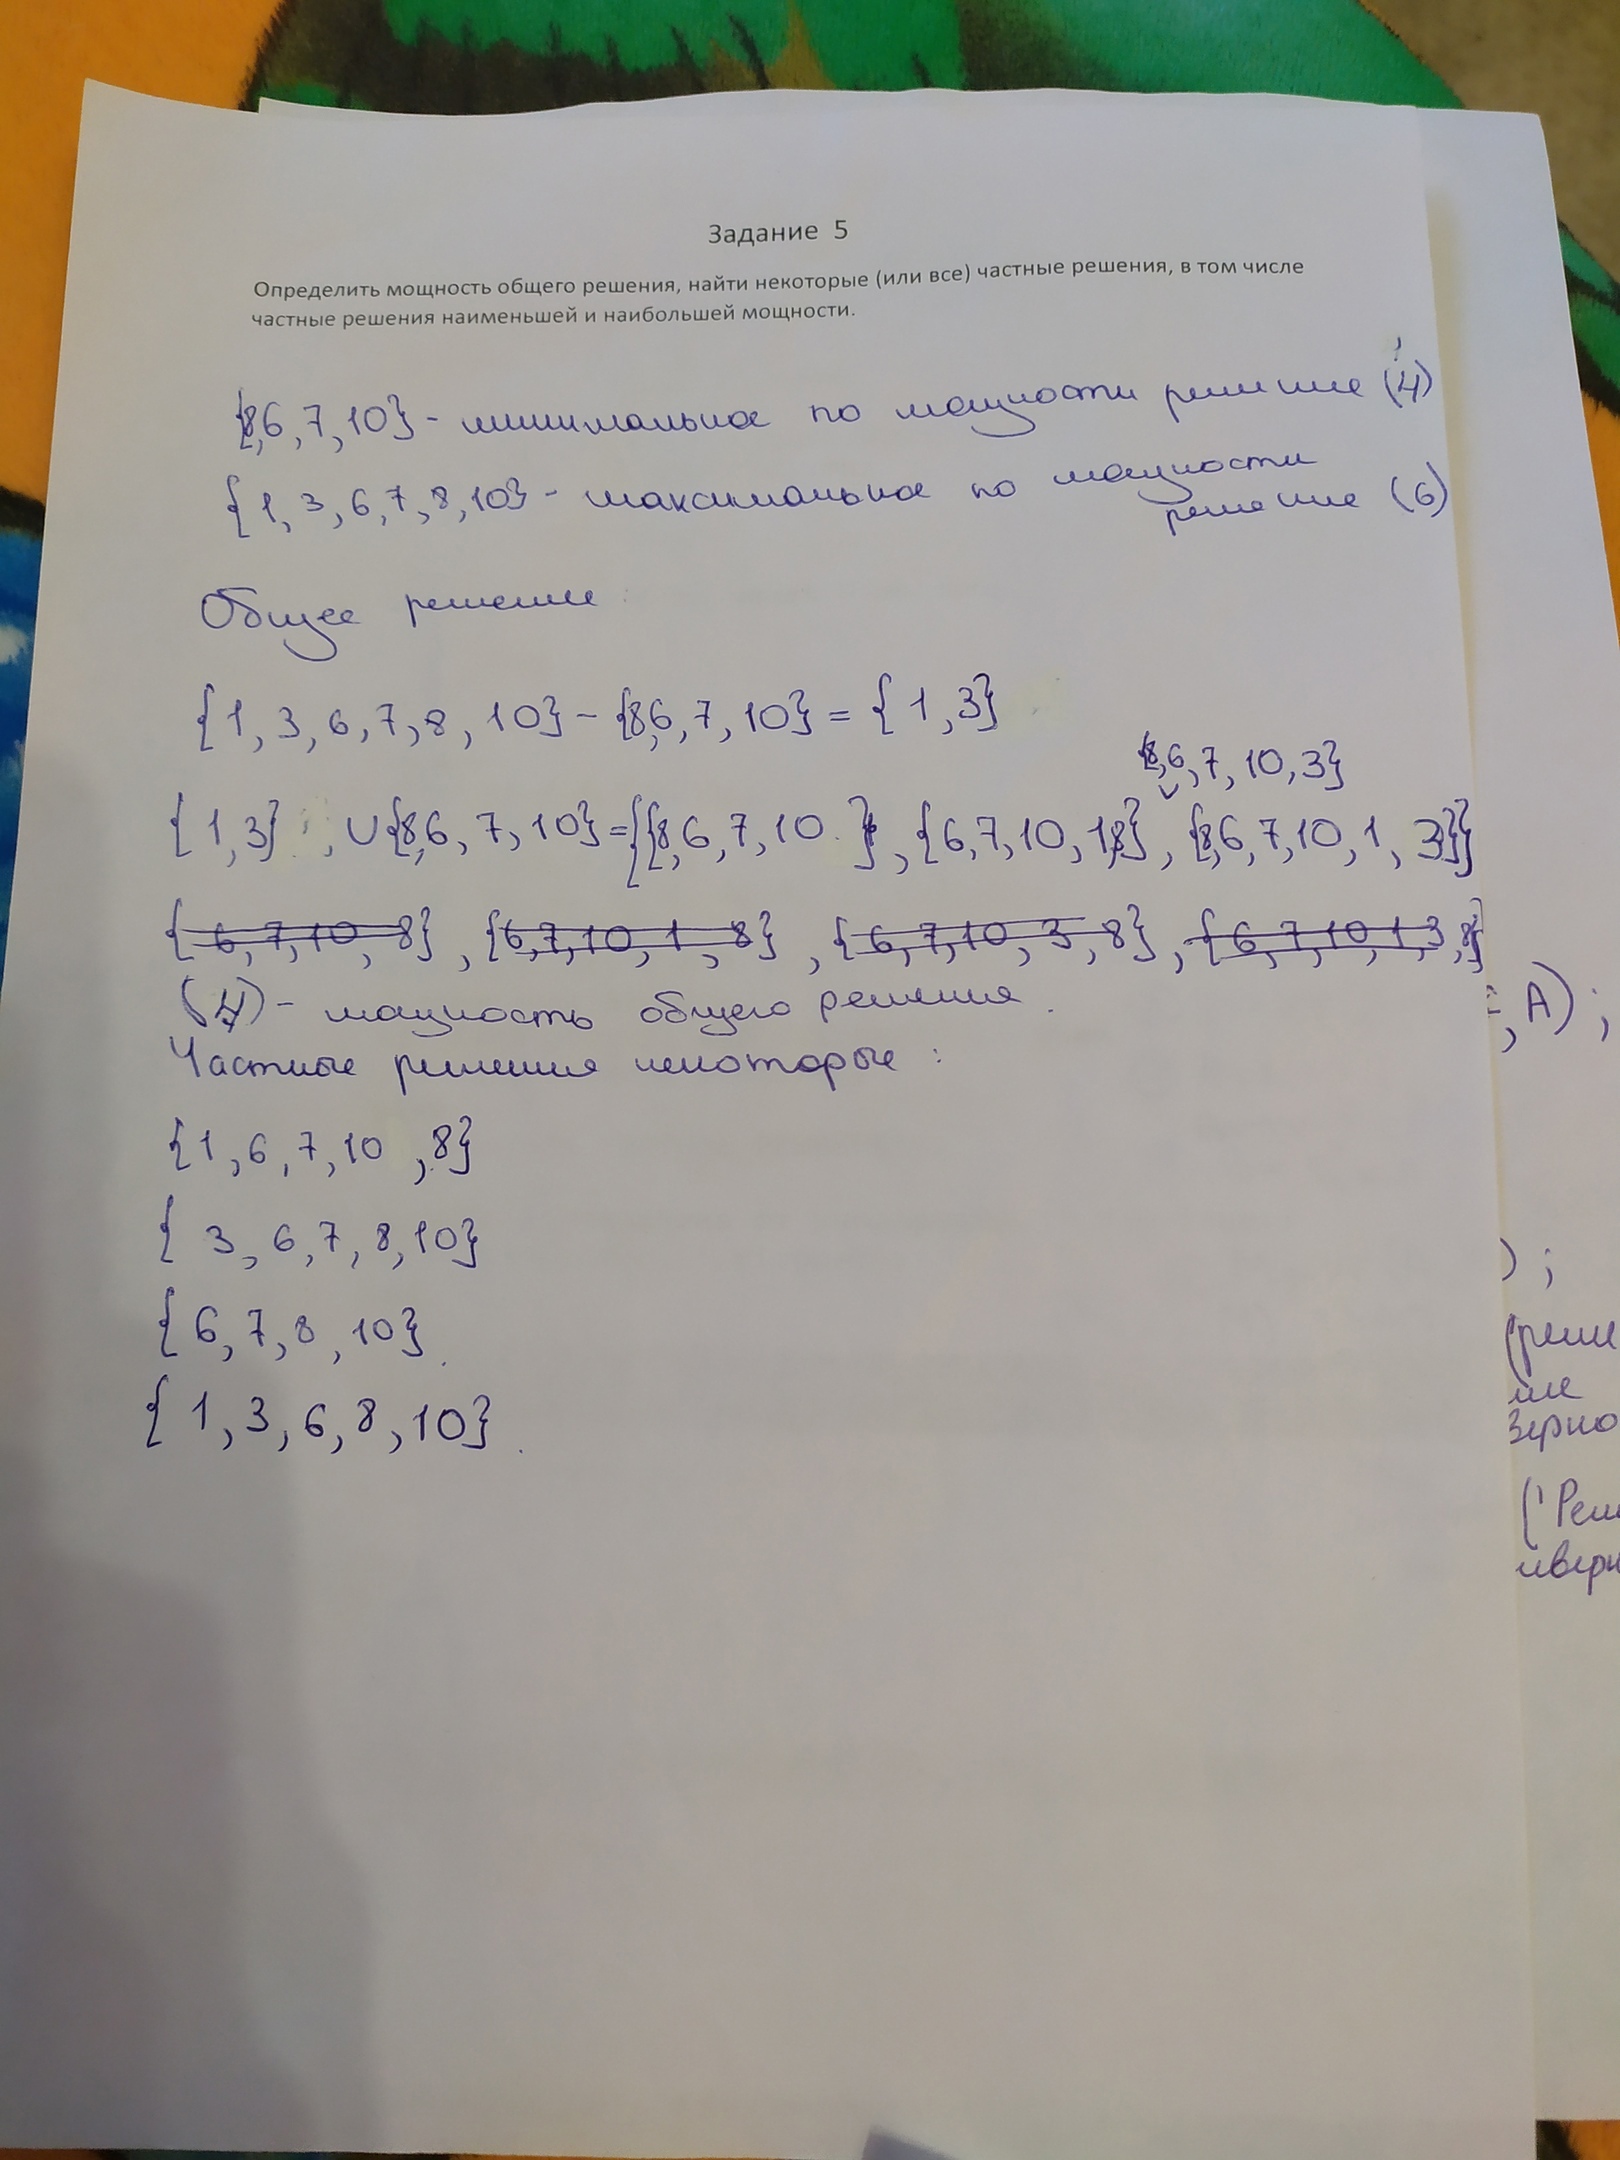 Задание 5
Определить мощность общего решения, найти некоторые (или все) частные решения, в том числе
частные решения наименьшей и наибольшей мощности.
{8,6,7,10} - минимальное по мощности решение (4)
{1,3,6,7,8,10} - максимальное по мощности
решение (6)
Общее решение
{1,3,6,7,8,10} - {8,6,7,10} = {1,3}
{8,6,7,10,3}
{1,3}, ∪{8,6,7,10}={{8,6,7,10}, {6,7,10,1,8}, {8,6,7,10,1,3}}
{6,7,10,8}, {6,7,10,1,8}, {6,7,10,3,8}, {6,7,10,1,3,8}
(4) - мощность общего решения.
Частные решения некоторые:
{1,6,7,10,8}
{3,6,7,8,10}
{6,7,8,10}.
{1,3,6,8,10}.
,A);
);
(реше
ше
Зерно
('Реш